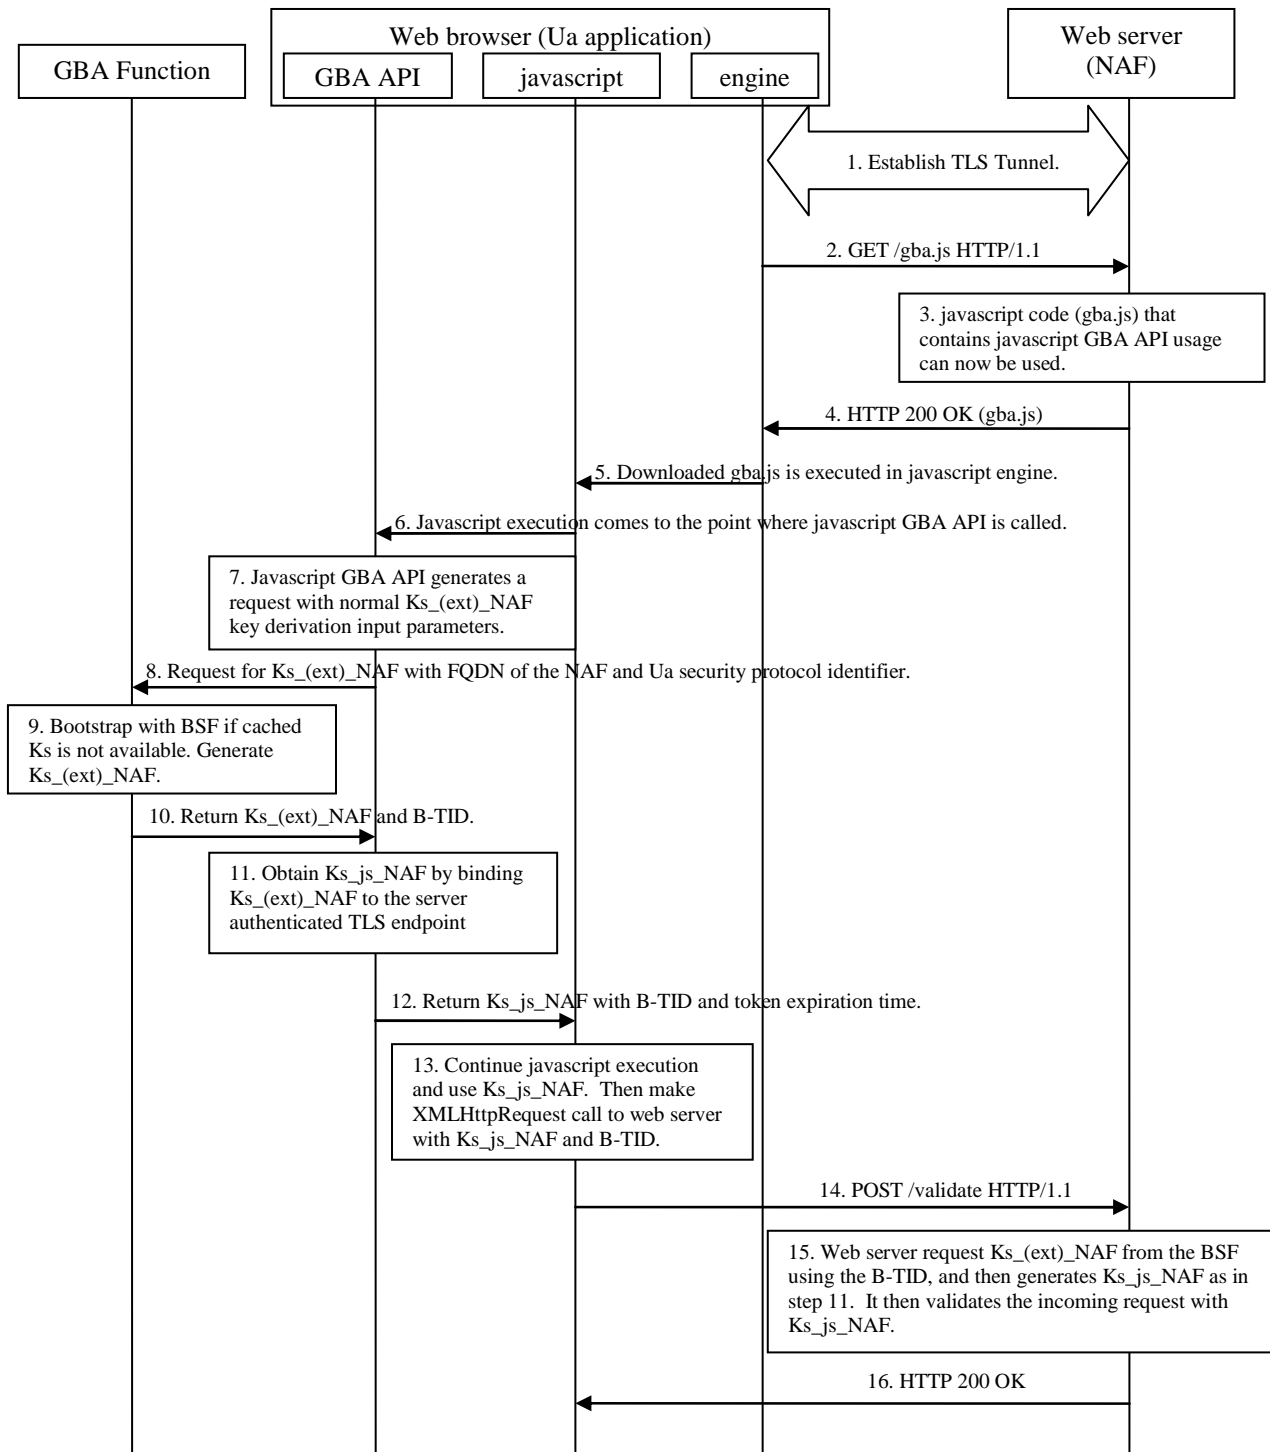 Web browser (Ua application)
Web server
(NAF)
GBA Function
GBA API
javascript
engine
1. Establish TLS Tunnel.
2. GET /gba.js HTTP/1.1
3. javascript code (gba.js) that
contains javascript GBA API usage
can now be used.
4. HTTP 200 OK (gba.js)
5. Downloaded gba.js is executed in javascript engine.
6. Javascript execution comes to the point where javascript GBA API is called.
7. Javascript GBA API generates a
request with normal Ks_(ext)_NAF
key derivation input parameters.
8. Request for Ks_(ext)_NAF with FQDN of the NAF and Ua security protocol identifier.
9. Bootstrap with BSF if cached
Ks is not available. Generate
Ks_(ext)_NAF.
10. Return Ks_(ext)_NAF and B-TID.
11. Obtain Ks_js_NAF by binding
Ks_(ext)_NAF to the server
authenticated TLS endpoint
12. Return Ks_js_NAF with B-TID and token expiration time.
13. Continue javascript execution
and use Ks_js_NAF. Then make
XMLHttpRequest call to web server
with Ks_js_NAF and B-TID.
14. POST /validate HTTP/1.1
15. Web server request Ks_(ext)_NAF from the BSF
using the B-TID, and then generates Ks_js_NAF as in
step 11. It then validates the incoming request with
Ks_js_NAF.
16. HTTP 200 OK